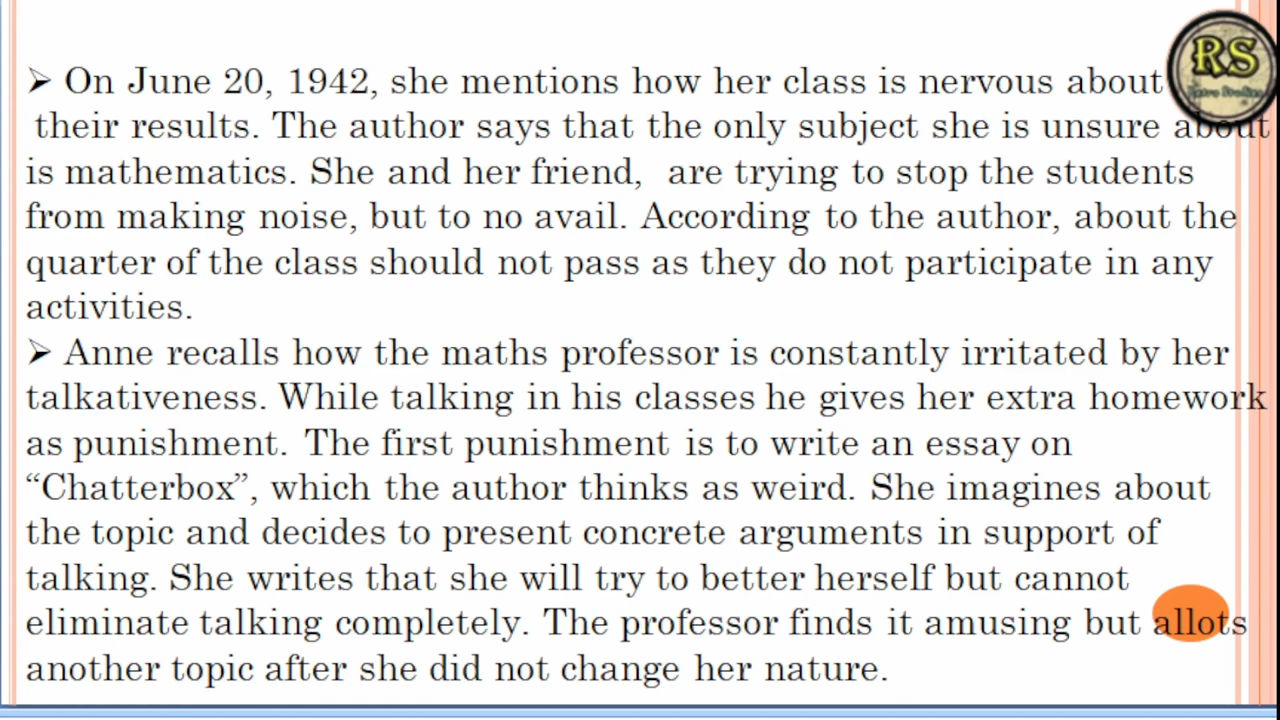 ➢ On June 20, 1942, she mentions how her class is nervous about
their results. The author says that the only subject she is unsure about
is mathematics. She and her friend, are trying to stop the students
from making noise, but to no avail. According to the author, about the
quarter of the class should not pass as they do not participate in any
activities.
➢ Anne recalls how the maths professor is constantly irritated by her
talkativeness. While talking in his classes he gives her extra homework
as punishment. The first punishment is to write an essay on
“Chatterbox”, which the author thinks as weird. She imagines about
the topic and decides to present concrete arguments in support of
talking. She writes that she will try to better herself but cannot
eliminate talking completely. The professor finds it amusing but allots
another topic after she did not change her nature.
RS